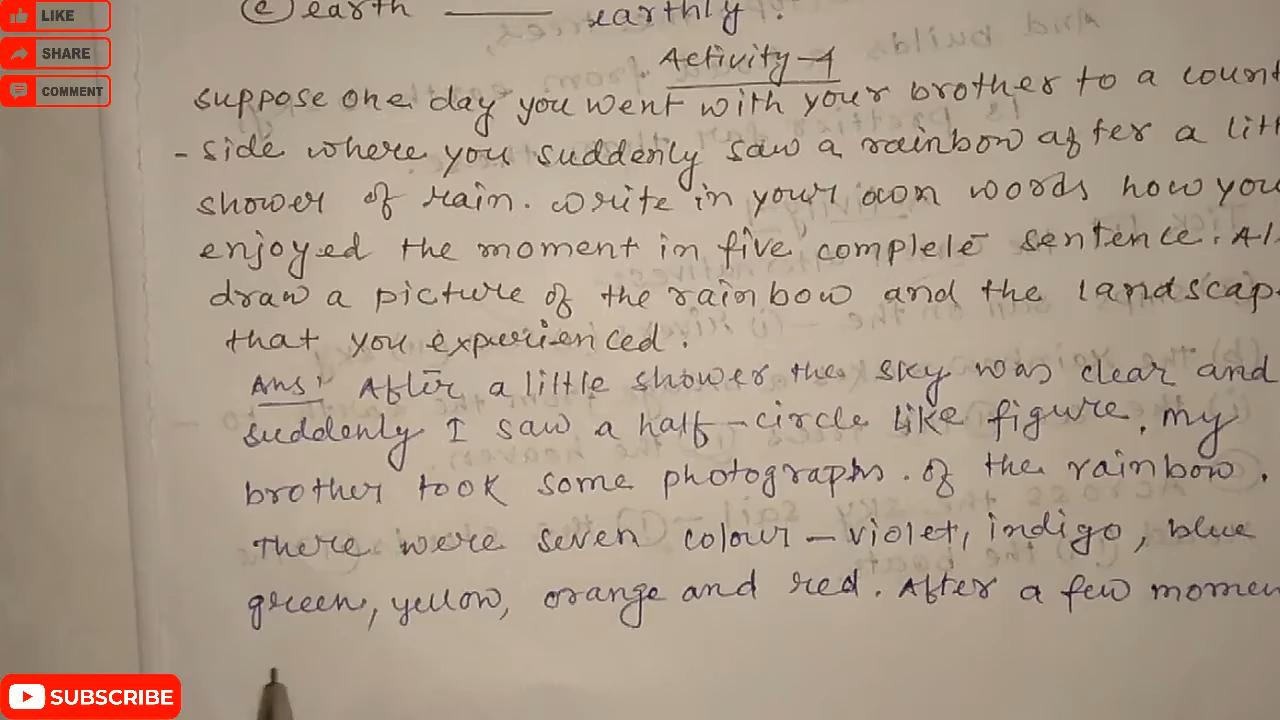 LIKE
SHARE
COMMENT
(e) earth ____ earthly.
Activity-4
suppose one day you went with your brother to a count
-side where you suddenly saw a rainbow after a litt
shower of rain. write in your own words how you
enjoyed the moment in five complete sentence. Als
draw a picture of the rainbow and the landscap
that you experienced.
Ans: After a little shower the sky was clear and
suddenly I saw a half-circle like figure. my
brother took some photographs. of the rainbow.
There were seven colour – violet, indigo, blue
green, yellow, orange and red. After a few momen
SUBSCRIBE